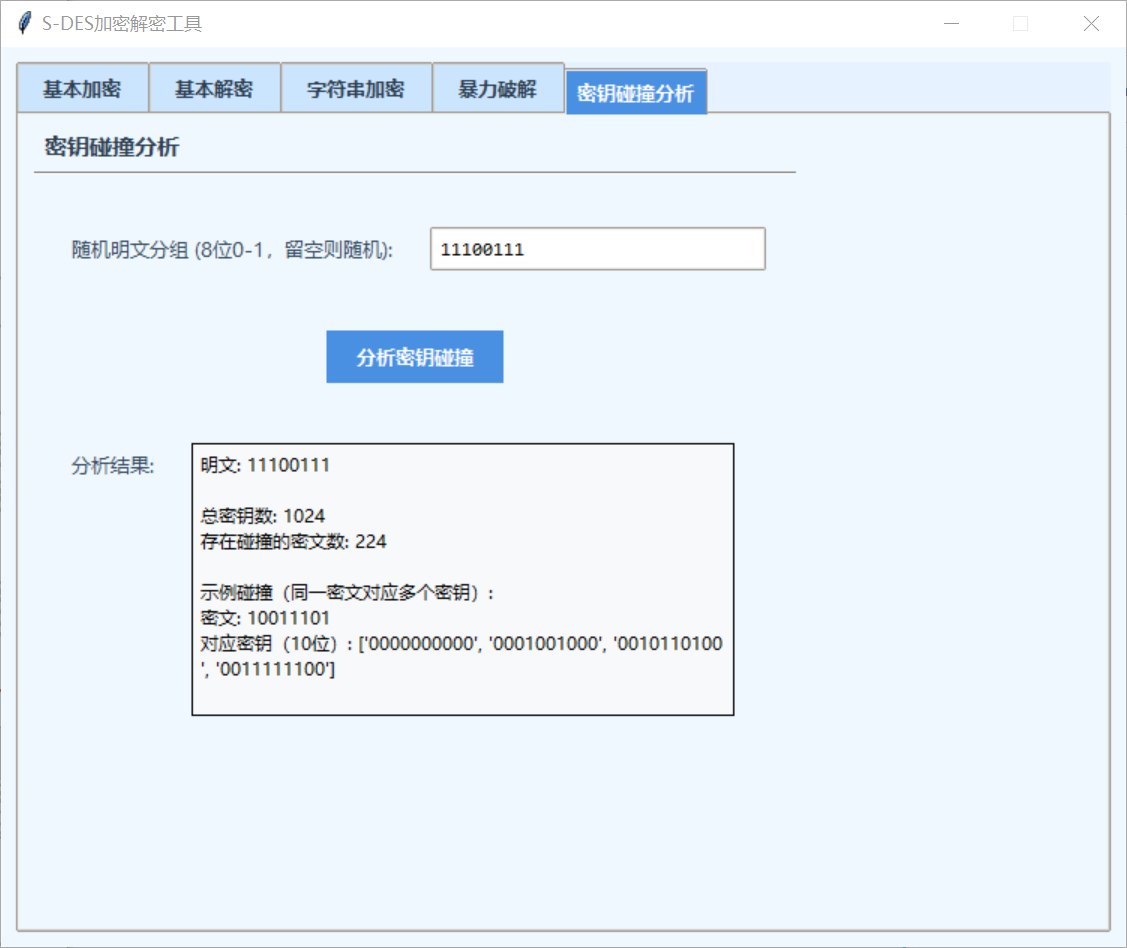 S-DES加密解密工具
基本加密 基本解密 字符串加密 暴力破解 密钥碰撞分析
密钥碰撞分析
随机明文分组 (8位0-1，留空则随机): 11100111
分析密钥碰撞
分析结果:
明文: 11100111
总密钥数: 1024
存在碰撞的密文数: 224
示例碰撞（同一密文对应多个密钥）:
密文: 10011101
对应密钥（10位）: ['0000000000', '0001001000', '0010110100
', '0011111100']